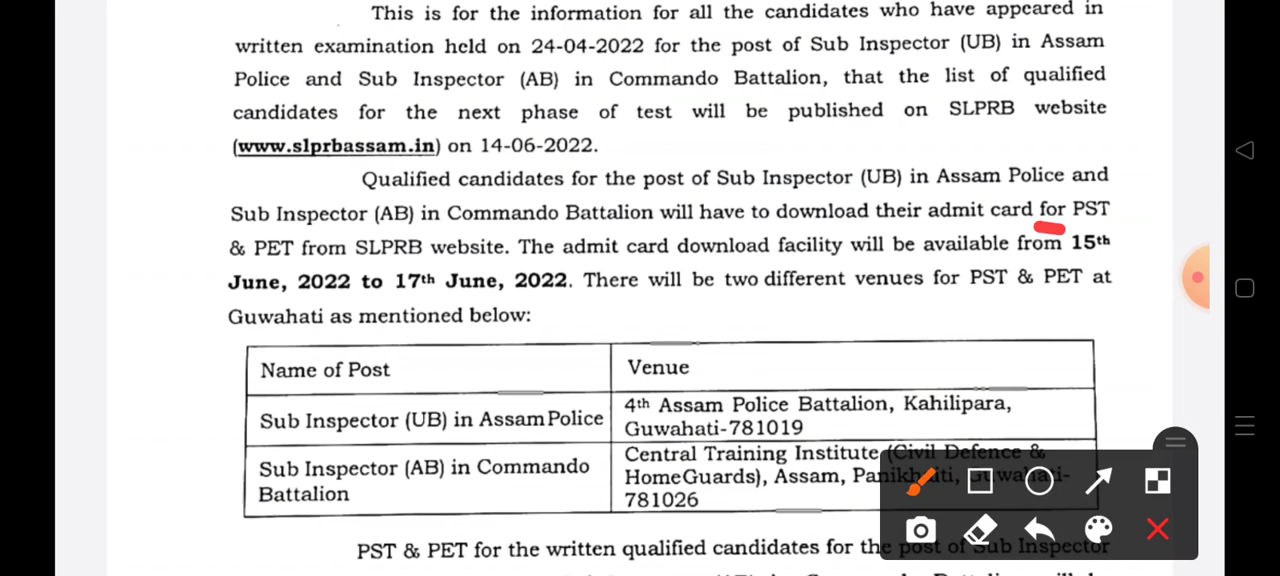 This is for the information for all the candidates who have appeared in
written examination held on 24-04-2022 for the post of Sub Inspector (UB) in Assam
Police and Sub Inspector (AB) in Commando Battalion, that the list of qualified
candidates for the next phase of test will be published on SLPRB website
(www.slprbassam.in) on 14-06-2022.
Qualified candidates for the post of Sub Inspector (UB) in Assam Police and
Sub Inspector (AB) in Commando Battalion will have to download their admit card for PST
& PET from SLPRB website. The admit card download facility will be available from 15th
June, 2022 to 17th June, 2022. There will be two different venues for PST & PET at
Guwahati as mentioned below:
Name of Post
Venue
Sub Inspector (UB) in Assam Police
4th Assam Police Battalion, Kahilipara,
Guwahati-781019
Sub Inspector (AB) in Commando
Battalion
Central Training Institute (Civil Defence &
HomeGuards), Assam, Panikhaiti, Guwahati-
781026
PST & PET for the written qualified candidates for the post of Sub Inspector